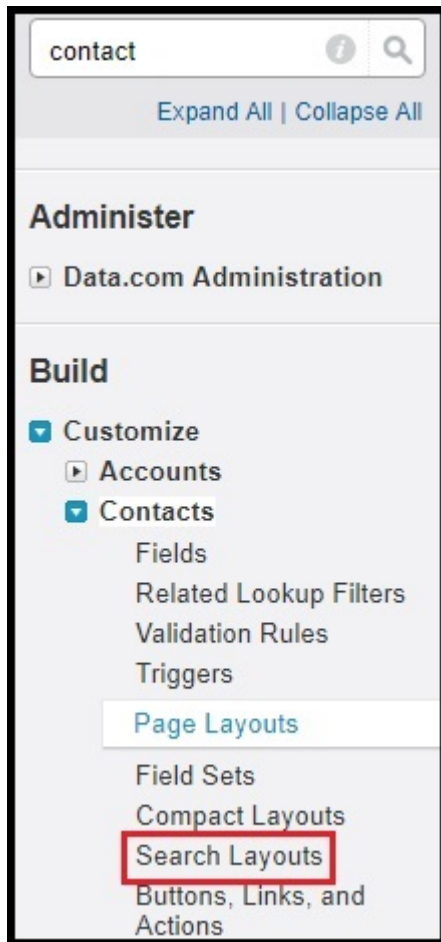 contact
Expand All | Collapse All
Administer
Data.com Administration
Build
Customize
Accounts
Contacts
Fields
Related Lookup Filters
Validation Rules
Triggers
Page Layouts
Field Sets
Compact Layouts
Search Layouts
Buttons, Links, and
Actions